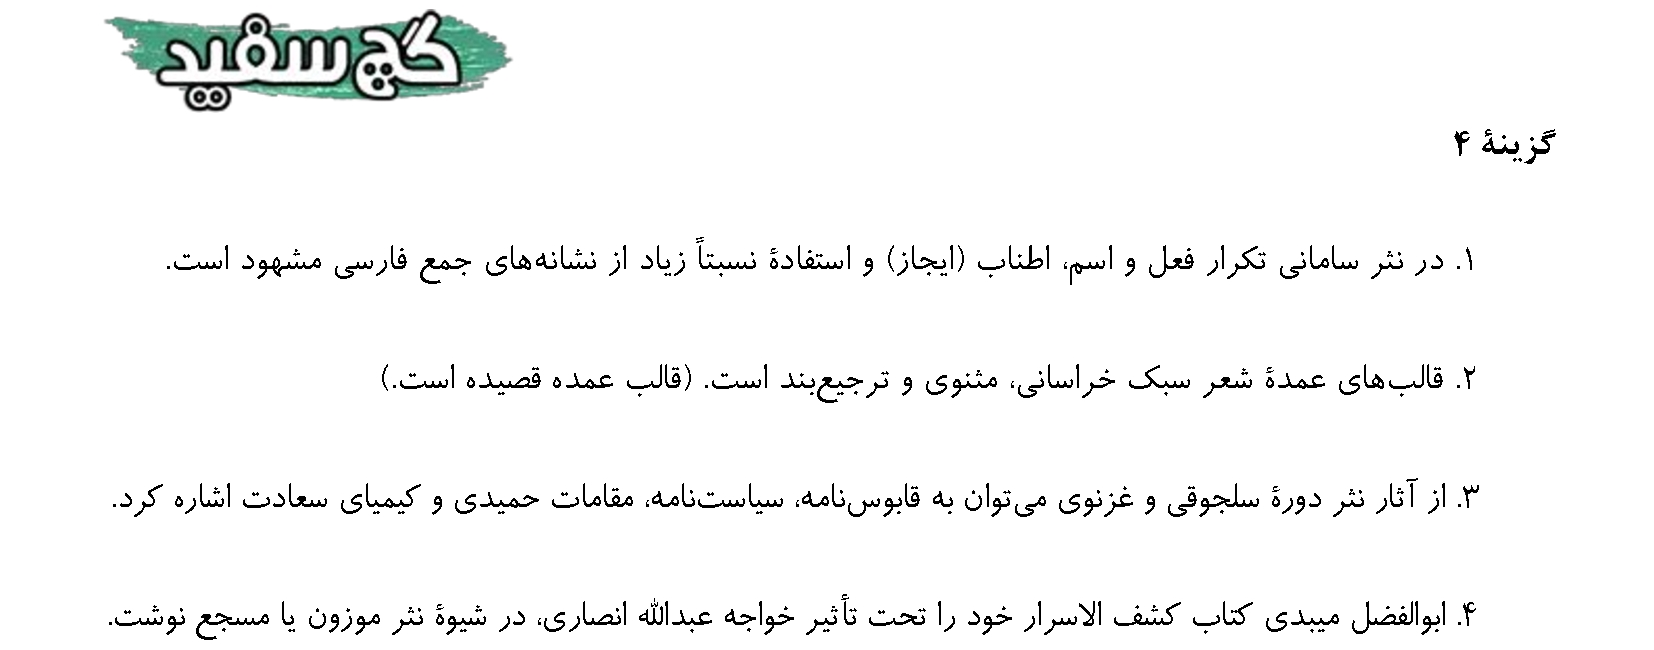 گچ سفید
گزینهٔ ۴
۱. در نثر سامانی تکرار فعل و اسم، اطناب (ایجاز) و استفادهٔ نسبتاً زیاد از نشانه‌های جمع فارسی مشهود است.
۲. قالب‌های عمدهٔ شعر سبک خراسانی، مثنوی و ترجیع‌بند است. (قالب عمده قصیده است.)
۳. از آثار نثر دورهٔ سلجوقی و غزنوی می‌توان به قابوس‌نامه، سیاست‌نامه، مقامات حمیدی و کیمیای سعادت اشاره کرد.
۴. ابوالفضل میبدی کتاب کشف الاسرار خود را تحت تأثیر خواجه عبدالله انصاری، در شیوهٔ نثر موزون یا مسجع نوشت.